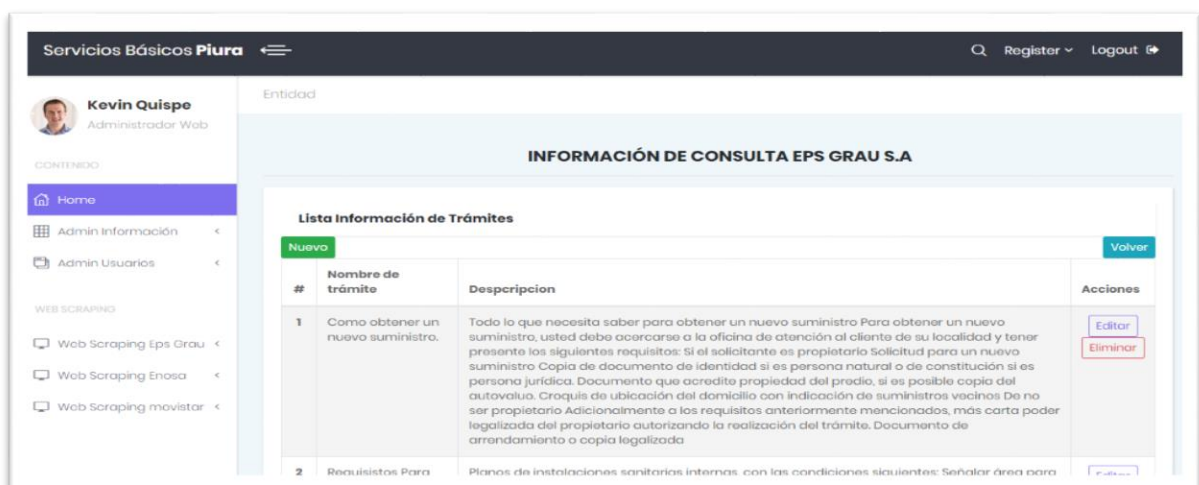 Servicios Básicos Piura
Register
Logout
Kevin Quispe
Administrador Web
Entidad
CONTENIDO
Home
Admin Información
Admin Usuarios
WEB SCRAPING
Web Scraping Eps Grau
Web Scraping Enosa
Web Scraping movistar
INFORMACIÓN DE CONSULTA EPS GRAU S.A
Lista Información de Trámites
Nuevo
Volver
#
Nombre de
trámite
Despcripcion
Acciones
1
Como obtener un
nuevo suministro.
Todo lo que necesita saber para obtener un nuevo suministro Para obtener un nuevo
suministro, usted debe acercarse a la oficina de atención al cliente de su localidad y tener
presente los siguientes requisitos: Si el solicitante es propietario Solicitud para un nuevo
suministro Copia de documento de identidad si es persona natural o de constitución si es
persona jurídica. Documento que acredite propiedad del predio, si es posible copia del
autovaluo. Croquis de ubicación del domicilio con indicación de suministros vecinos De no
ser propietario Adicionalmente a los requisitos anteriormente mencionados, más carta poder
legalizada del propietario autorizando la realización del trámite. Documento de
arrendamiento o copia legalizada
Editar
Eliminar
2
Requisistos Para
Planos de instalaciones sanitarias internas, con las condiciones siguientes: Señalar área para
Editar